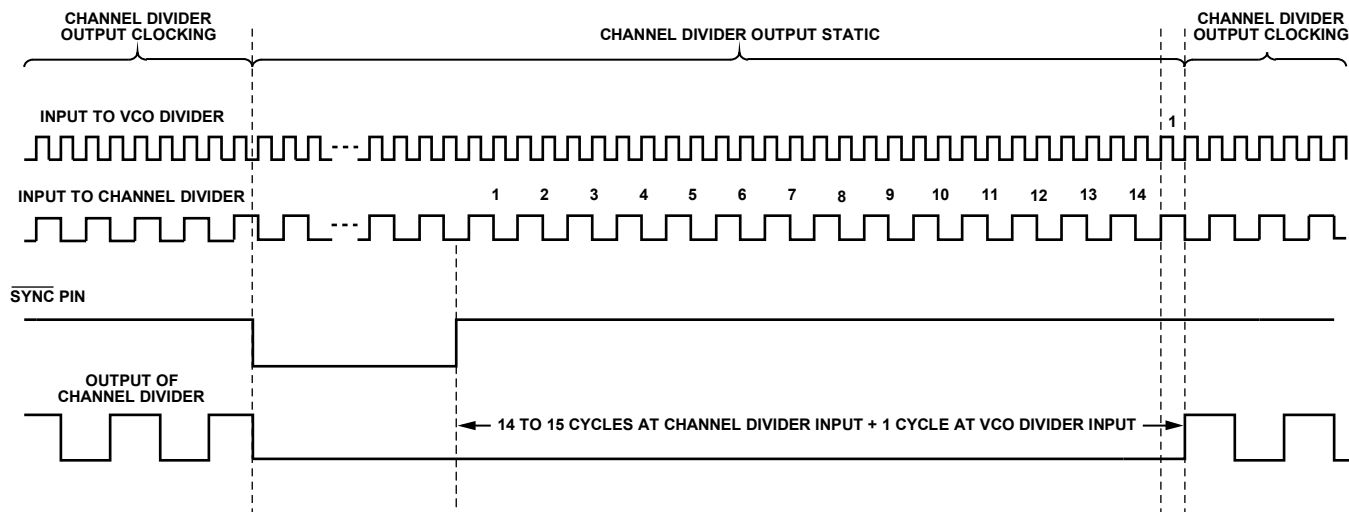 CHANNEL DIVIDER
OUTPUT CLOCKING
CHANNEL DIVIDER OUTPUT STATIC
CHANNEL DIVIDER
OUTPUT CLOCKING
INPUT TO VCO DIVIDER
1
INPUT TO CHANNEL DIVIDER
1 2 3 4 5 6 7 8 9 10 11 12 13 14
SYNC PIN
OUTPUT OF
CHANNEL DIVIDER
14 TO 15 CYCLES AT CHANNEL DIVIDER INPUT + 1 CYCLE AT VCO DIVIDER INPUT